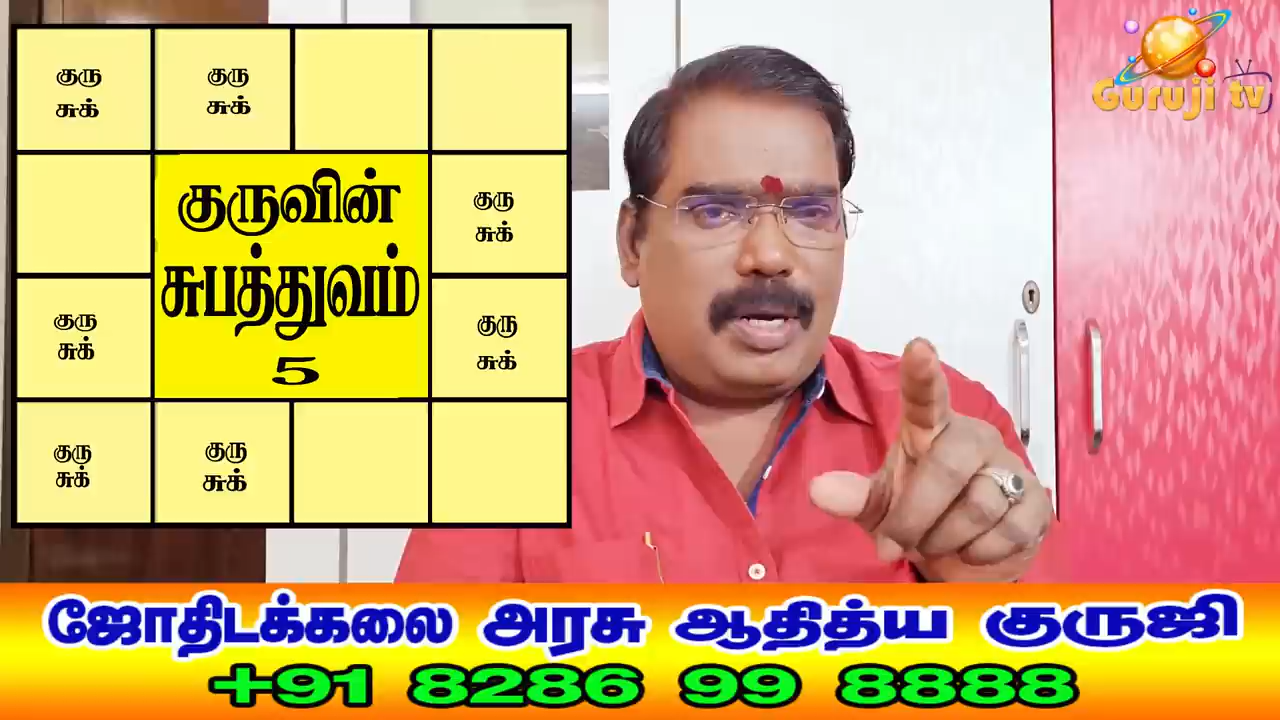 குரு
சுக்
குரு
சுக்
குருவின்
சுபத்துவம்
5
குரு
சுக்
குரு
சுக்
குரு
சுக்
குரு
சுக்
குரு
சுக்
Guruji tv
ஜோதிடக்கலை அரசு ஆதித்ய குருஜி
+91 8286 99 8888